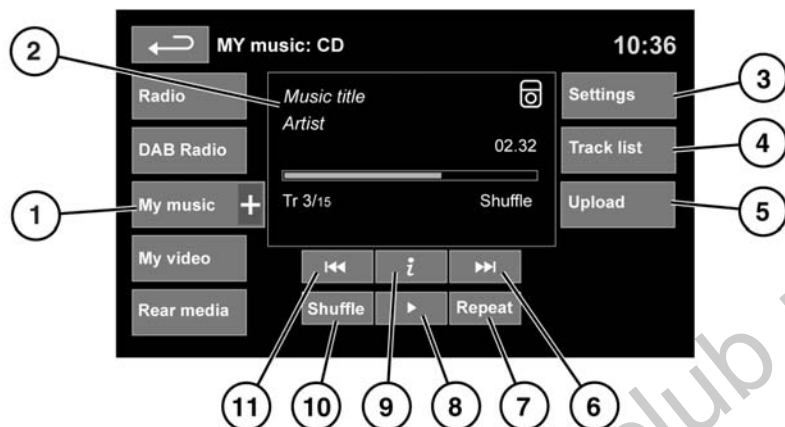 MY music: CD 10:36
2
Radio
Music title
Artist
Settings
3
DAB Radio
02.32
Track list
4
1
My music +
Tr 3/15 Shuffle
Upload
5
My video
i
Rear media
Shuffle
Repeat
11 10 9 8 7 6
club